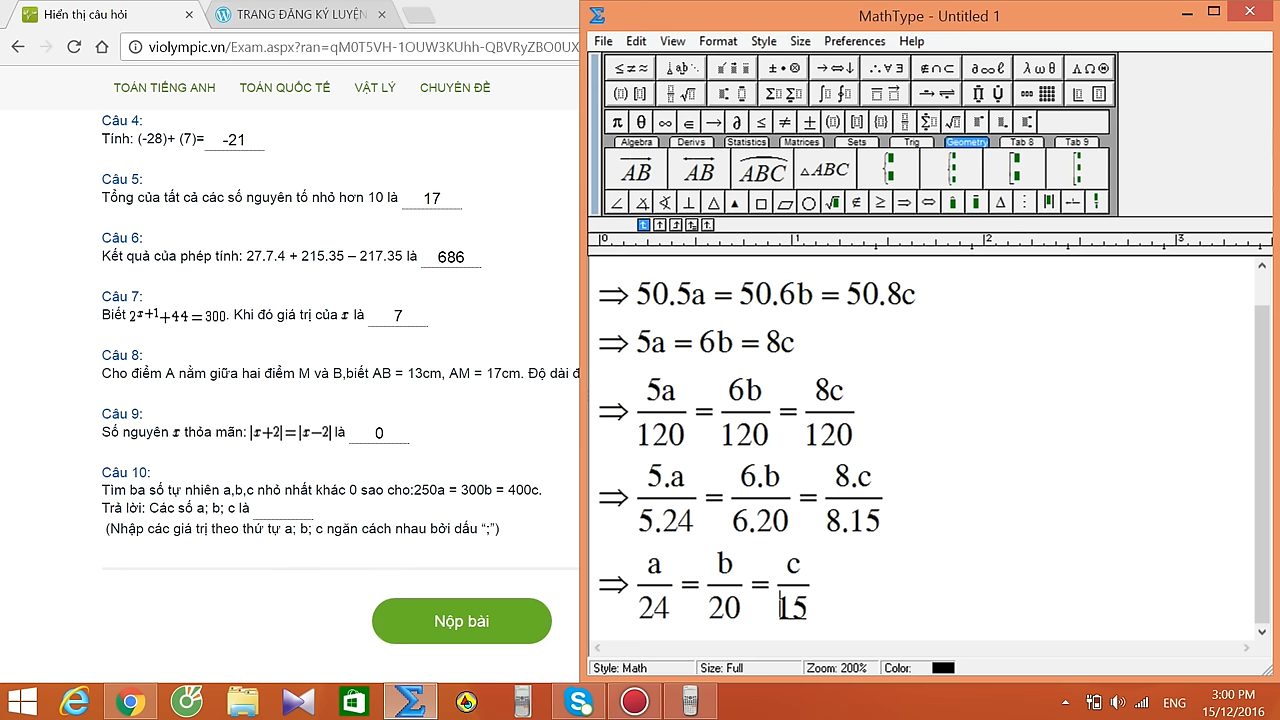 Hiển thị câu hỏi
TRANG ĐĂNG KÝ LUYỆN
violympic.vn/Exam.aspx?ran=qM0T5VH-1OUW3KUhh-QBVRyZBO0UX
TOÁN TIẾNG ANH TOÁN QUỐC TẾ VẬT LÝ CHUYÊN ĐỀ
Câu 4:
Tính: (-28)+ (7)= -21
Câu 5:
Tổng của tất cả các số nguyên tố nhỏ hơn 10 là 17
Câu 6:
Kết quả của phép tính: 27.7.4 + 215.35 – 217.35 là 686
Câu 7:
Biết 2^{x+1}+44=300. Khi đó giá trị của x là 7
Câu 8:
Cho điểm A nằm giữa hai điểm M và B,biết AB = 13cm, AM = 17cm. Độ dài đ
Câu 9:
Số nguyên x thỏa mãn: |x+2|=|x-2| là 0
Câu 10:
Tìm ba số tự nhiên a,b,c nhỏ nhất khác 0 sao cho:250a = 300b = 400c.
Trả lời: Các số a; b; c là
(Nhập các giá trị theo thứ tự a; b; c ngăn cách nhau bởi dấu “;”)
Nộp bài
MathType - Untitled 1
File Edit View Format Style Size Preferences Help
Algebra Derivs Statistics Matrices Sets Trig Geometry Tab 8 Tab 9
AB AB ABC △ABC
0 1 2 3
⇒ 50.5a = 50.6b = 50.8c
⇒ 5a = 6b = 8c
⇒ 5a/120 = 6b/120 = 8c/120
⇒ 5.a/5.24 = 6.b/6.20 = 8.c/8.15
⇒ a/24 = b/20 = c/15
Style: Math Size: Full Zoom: 200% Color:
ENG
3:00 PM
15/12/2016